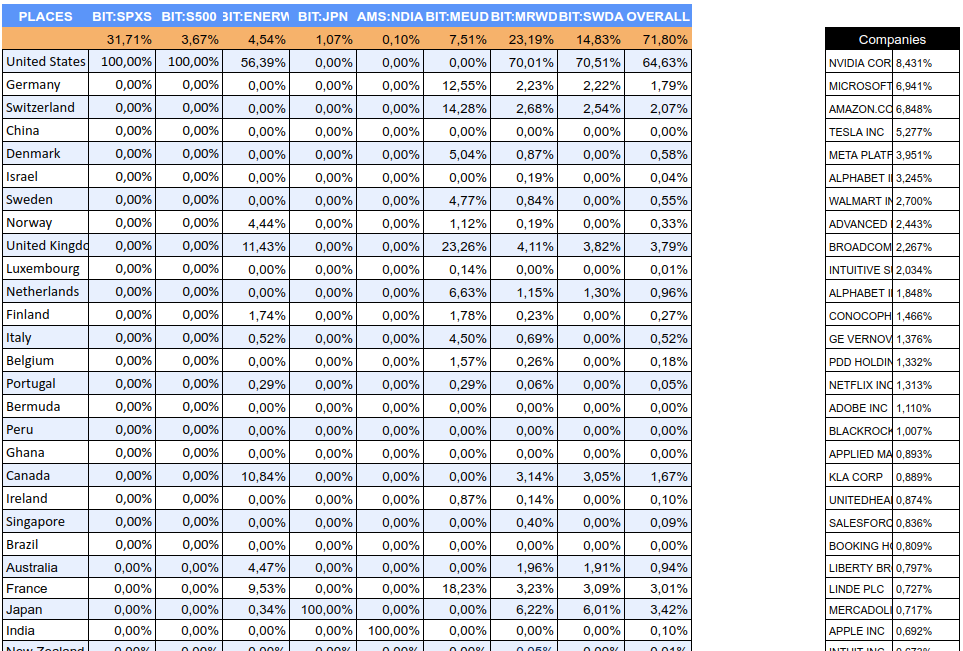 PLACES BIT:SPXS BIT:S500 BIT:ENERW BIT:JPN AMS:NDIA BIT:MEUD BIT:MRWD BIT:SWDA OVERALL
31,71% 3,67% 4,54% 1,07% 0,10% 7,51% 23,19% 14,83% 71,80% Companies
United States 100,00% 100,00% 56,39% 0,00% 0,00% 0,00% 70,01% 70,51% 64,63% NVIDIA COR 8,431%
Germany 0,00% 0,00% 0,00% 0,00% 0,00% 12,55% 2,23% 2,22% 1,79% MICROSOFT 6,941%
Switzerland 0,00% 0,00% 0,00% 0,00% 0,00% 14,28% 2,68% 2,54% 2,07% AMAZON.CO 6,848%
China 0,00% 0,00% 0,00% 0,00% 0,00% 0,00% 0,00% 0,00% 0,00% TESLA INC 5,277%
Denmark 0,00% 0,00% 0,00% 0,00% 0,00% 5,04% 0,87% 0,00% 0,58% META PLATF 3,951%
Israel 0,00% 0,00% 0,00% 0,00% 0,00% 0,00% 0,19% 0,00% 0,04% ALPHABET I 3,245%
Sweden 0,00% 0,00% 0,00% 0,00% 0,00% 4,77% 0,84% 0,00% 0,55% WALMART IN 2,700%
Norway 0,00% 0,00% 4,44% 0,00% 0,00% 1,12% 0,19% 0,00% 0,33% ADVANCED 2,443%
United Kingdo 0,00% 0,00% 11,43% 0,00% 0,00% 23,26% 4,11% 3,82% 3,79% BROADCOM 2,267%
Luxembourg 0,00% 0,00% 0,00% 0,00% 0,00% 0,14% 0,00% 0,00% 0,01% INTUITIVE S 2,034%
Netherlands 0,00% 0,00% 0,00% 0,00% 0,00% 6,63% 1,15% 1,30% 0,96% ALPHABET I 1,848%
Finland 0,00% 0,00% 1,74% 0,00% 0,00% 1,78% 0,23% 0,00% 0,27% CONOCOPH 1,466%
Italy 0,00% 0,00% 0,52% 0,00% 0,00% 4,50% 0,69% 0,00% 0,52% GE VERNOV 1,376%
Belgium 0,00% 0,00% 0,00% 0,00% 0,00% 1,57% 0,26% 0,00% 0,18% PDD HOLDIN 1,332%
Portugal 0,00% 0,00% 0,29% 0,00% 0,00% 0,29% 0,06% 0,00% 0,05% NETFLIX INC 1,313%
Bermuda 0,00% 0,00% 0,00% 0,00% 0,00% 0,00% 0,00% 0,00% 0,00% ADOBE INC 1,110%
Peru 0,00% 0,00% 0,00% 0,00% 0,00% 0,00% 0,00% 0,00% 0,00% BLACKROCK 1,007%
Ghana 0,00% 0,00% 0,00% 0,00% 0,00% 0,00% 0,00% 0,00% 0,00% APPLIED MA 0,893%
Canada 0,00% 0,00% 10,84% 0,00% 0,00% 0,00% 3,14% 3,05% 1,67% KLA CORP 0,889%
Ireland 0,00% 0,00% 0,00% 0,00% 0,00% 0,87% 0,14% 0,00% 0,10% UNITEDHEA 0,874%
Singapore 0,00% 0,00% 0,00% 0,00% 0,00% 0,00% 0,40% 0,00% 0,09% SALESFORC 0,836%
Brazil 0,00% 0,00% 0,00% 0,00% 0,00% 0,00% 0,00% 0,00% 0,00% BOOKING HO 0,809%
Australia 0,00% 0,00% 4,47% 0,00% 0,00% 0,00% 1,96% 1,91% 0,94% LIBERTY BR 0,797%
France 0,00% 0,00% 9,53% 0,00% 0,00% 18,23% 3,23% 3,09% 3,01% LINDE PLC 0,727%
Japan 0,00% 0,00% 0,34% 100,00% 0,00% 0,00% 6,22% 6,01% 3,42% MERCADOLI 0,717%
India 0,00% 0,00% 0,00% 0,00% 100,00% 0,00% 0,00% 0,00% 0,10% APPLE INC 0,692%